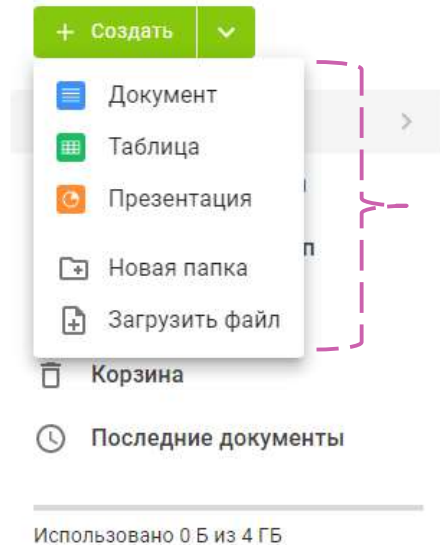 + Создать
Документ
Таблица
Презентация
Новая папка
Загрузить файл
Корзина
Последние документы
Использовано 0 Б из 4 ГБ